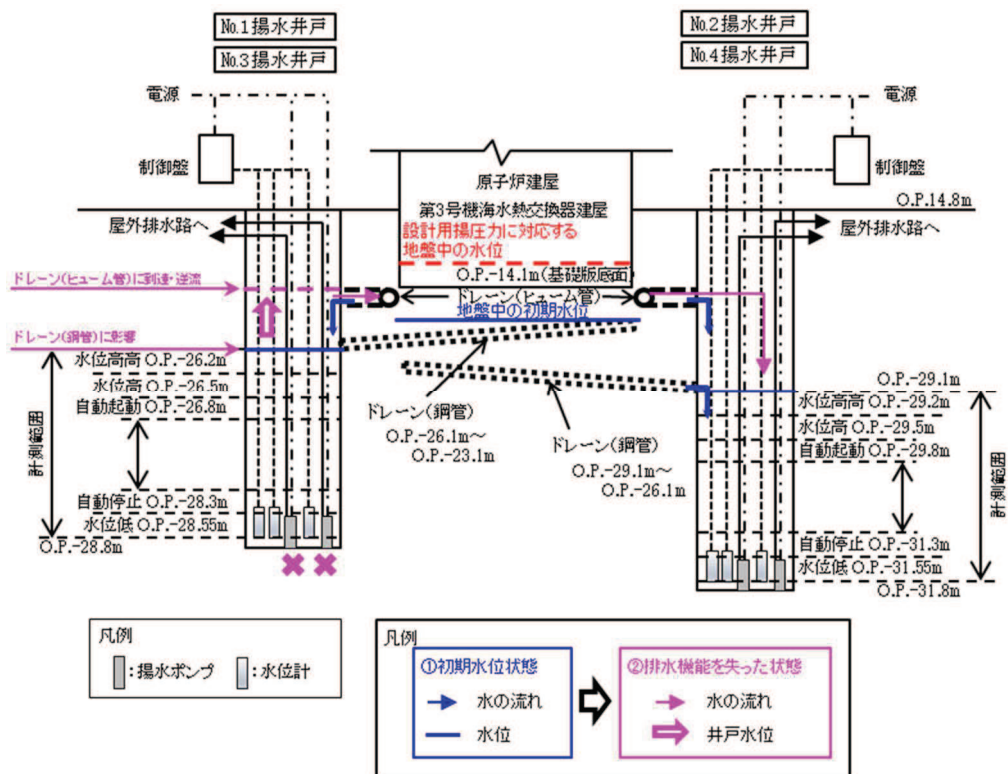 No.1揚水井戸
No.3揚水井戸
No.2揚水井戸
No.4揚水井戸
電源
電源
制御盤
制御盤
原子炉建屋
第3号機海水熱交換器建屋
設計用揚圧力に対応する
地盤中の水位
O.P.-14.1m(基礎版底面)
O.P.14.8m
屋外排水路へ
屋外排水路へ
ドレーン(ヒューム管)に到達・逆流
ドレーン(ヒューム管)
地盤中の初期水位
ドレーン(鋼管)に影響
水位高高 O.P.-26.2m
水位高 O.P.-26.5m
自動起動 O.P.-26.8m
計測範囲
自動停止 O.P.-28.3m
水位低 O.P.-28.55m
O.P.-28.8m
ドレーン(鋼管)
O.P.-26.1m~
O.P.-23.1m
ドレーン(鋼管)
O.P.-29.1m~
O.P.-26.1m
O.P.-29.1m
水位高高 O.P.-29.2m
水位高 O.P.-29.5m
自動起動 O.P.-29.8m
計測範囲
自動停止 O.P.-31.3m
水位低 O.P.-31.55m
O.P.-31.8m
凡例
:揚水ポンプ
:水位計
凡例
①初期水位状態
水の流れ
水位
②排水機能を失った状態
水の流れ
井戸水位